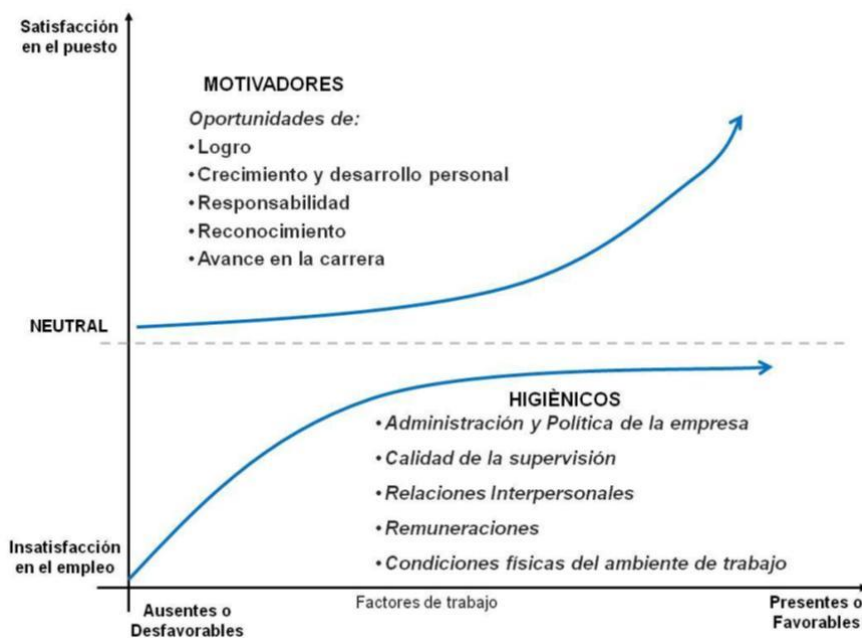 Satisfacción
en el puesto
MOTIVADORES
Oportunidades de:
•Logro
•Crecimiento y desarrollo personal
•Responsabilidad
•Reconocimiento
•Avance en la carrera
NEUTRAL
HIGIÈNICOS
•Administración y Política de la empresa
•Calidad de la supervisión
•Relaciones Interpersonales
•Remuneraciones
•Condiciones físicas del ambiente de trabajo
Insatisfacción
en el empleo
Ausentes o
Desfavorables
Factores de trabajo
Presentes o
Favorables